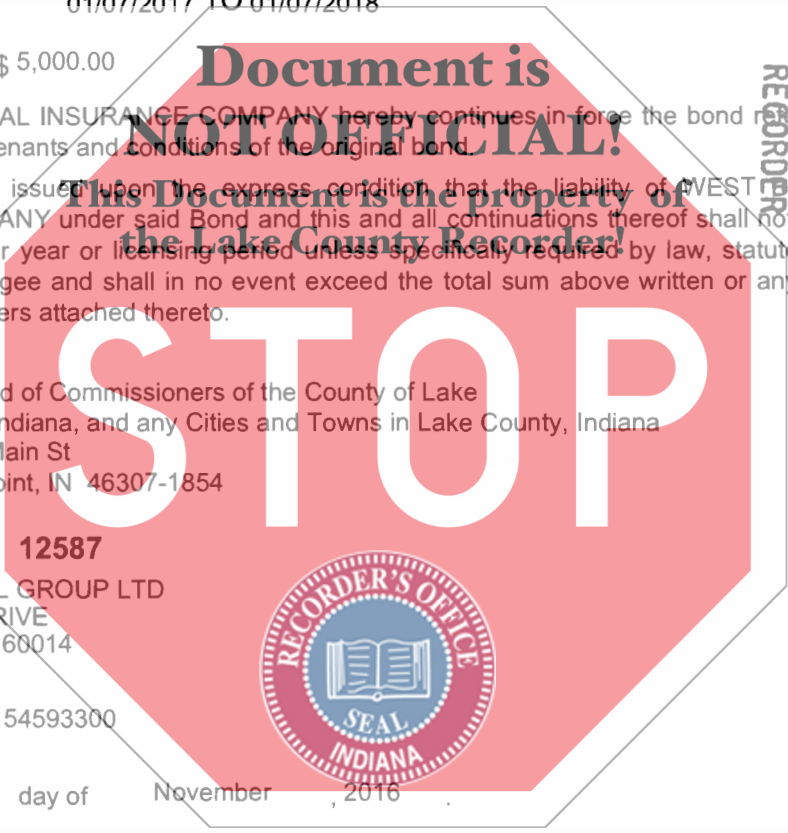 01/07/2017 TO 01/07/2018
$ 5,000.00
Document is
NOT OFFICIAL!
This Document is the property of
the Lake County Recorder!
RECORDER
AL INSURANCE COMPANY hereby continues in force the bond
enants and conditions of the original bond.
issued upon the express condition that the liability of WEST
ANY under said Bond and this and all continuations thereof shall not
r year or licensing period unless specifically required by law, statut
gee and shall in no event exceed the total sum above written or any
ers attached thereto.
STOP
d of Commissioners of the County of Lake
ndiana, and any Cities and Towns in Lake County, Indiana
Main St
oint, IN 46307-1854
12587
L GROUP LTD
RIVE
60014
54593300
RECORDER'S OFFICE
SEAL
INDIANA
day of November , 2016 .